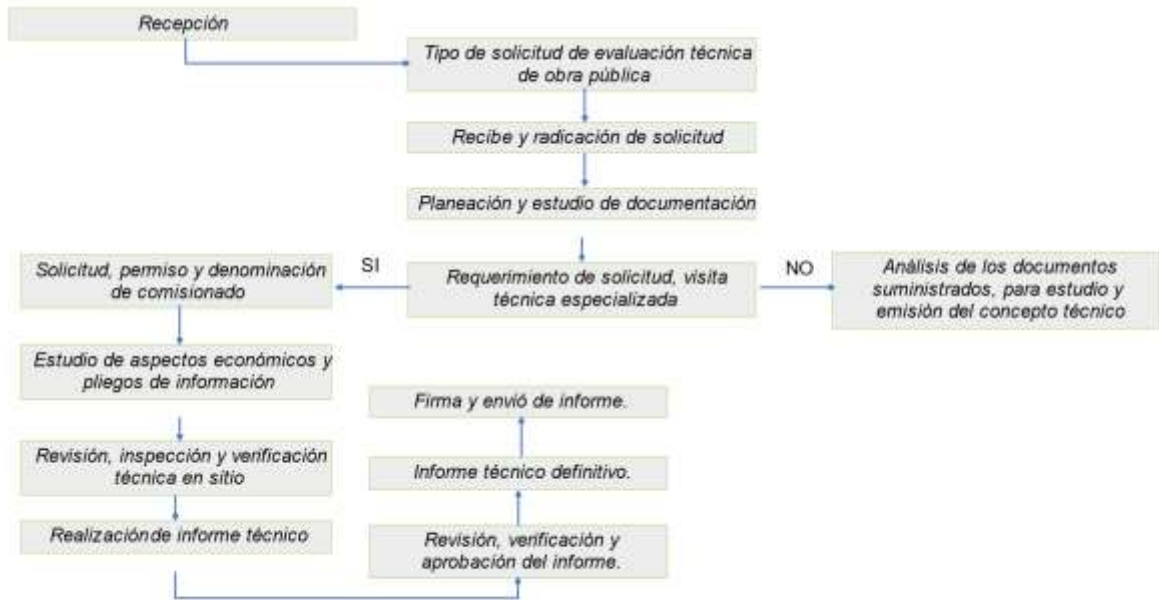 Recepción
Tipo de solicitud de evaluación técnica
de obra pública
Recibe y radicación de solicitud
Planeación y estudio de documentación
SI
Requerimiento de solicitud, visita
técnica especializada
NO
Análisis de los documentos
suministrados, para estudio y
emisión del concepto técnico
Solicitud, permiso y denominación
de comisionado
Estudio de aspectos económicos y
pliegos de información
Revisión, inspección y verificación
técnica en sitio
Realización de informe técnico
Revisión, verificación y
aprobación del informe.
Informe técnico definitivo.
Firma y envió de informe.